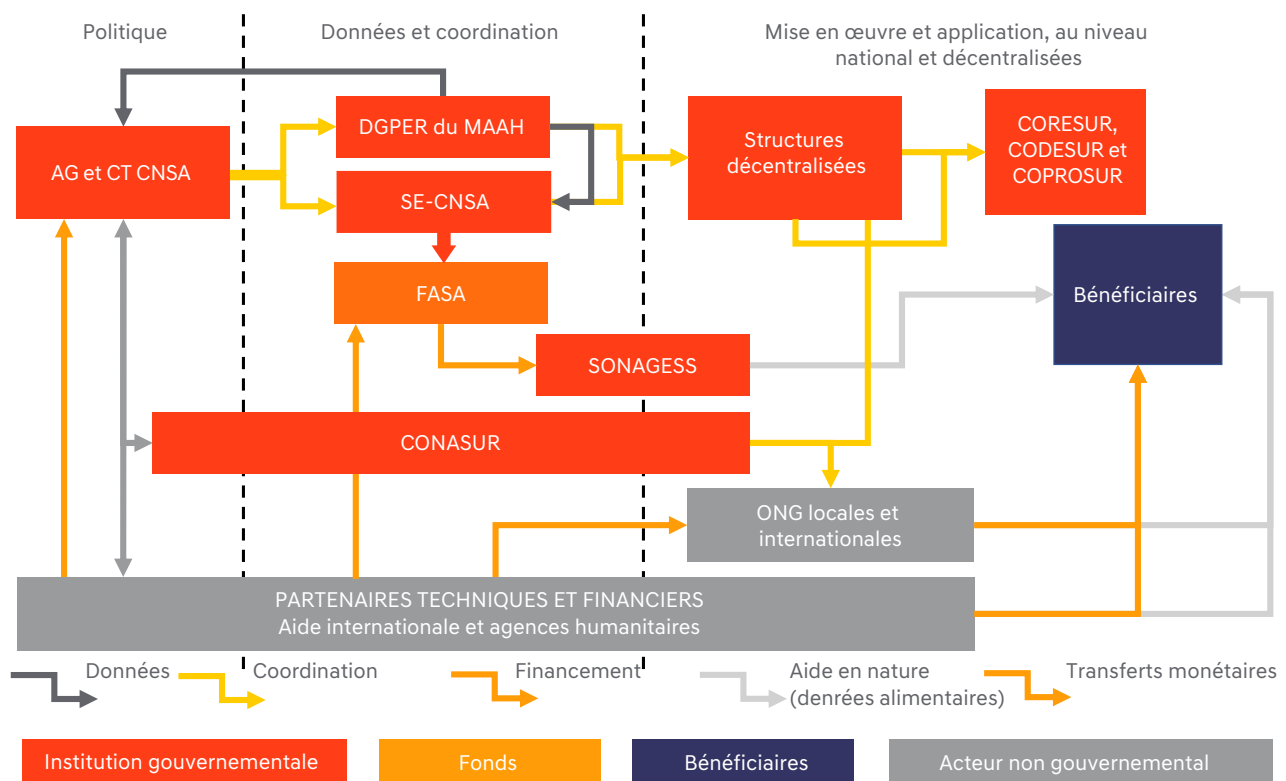 Politique
Données et coordination
Mise en œuvre et application, au niveau
national et décentralisées
AG et CT CNSA
DGPER du MAAH
SE-CNSA
FASA
SONAGESS
CONASUR
Structures
décentralisées
CORESUR,
CODESUR et
COPROSUR
Bénéficiaires
ONG locales et
internationales
PARTENAIRES TECHNIQUES ET FINANCIERS
Aide internationale et agences humanitaires
Données
Coordination
Financement
Aide en nature
(denrées alimentaires)
Transferts monétaires
Institution gouvernementale
Fonds
Bénéficiaires
Acteur non gouvernemental